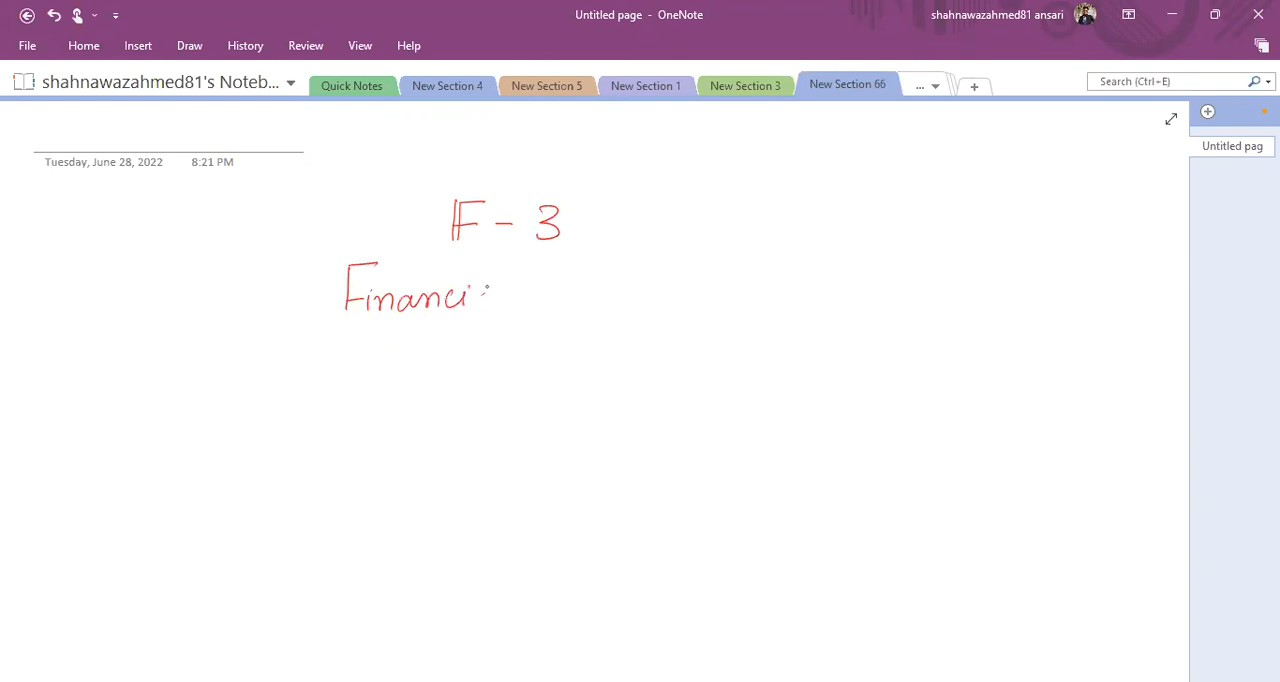 Untitled page - OneNote
shahnawazahmed81 ansari
File Home Insert Draw History Review View Help
shahnawazahmed81's Noteb... Quick Notes New Section 4 New Section 5 New Section 1 New Section 3 New Section 66 ... + Search (Ctrl+E)
Untitled pag
Tuesday, June 28, 2022 8:21 PM
F - 3
Financi